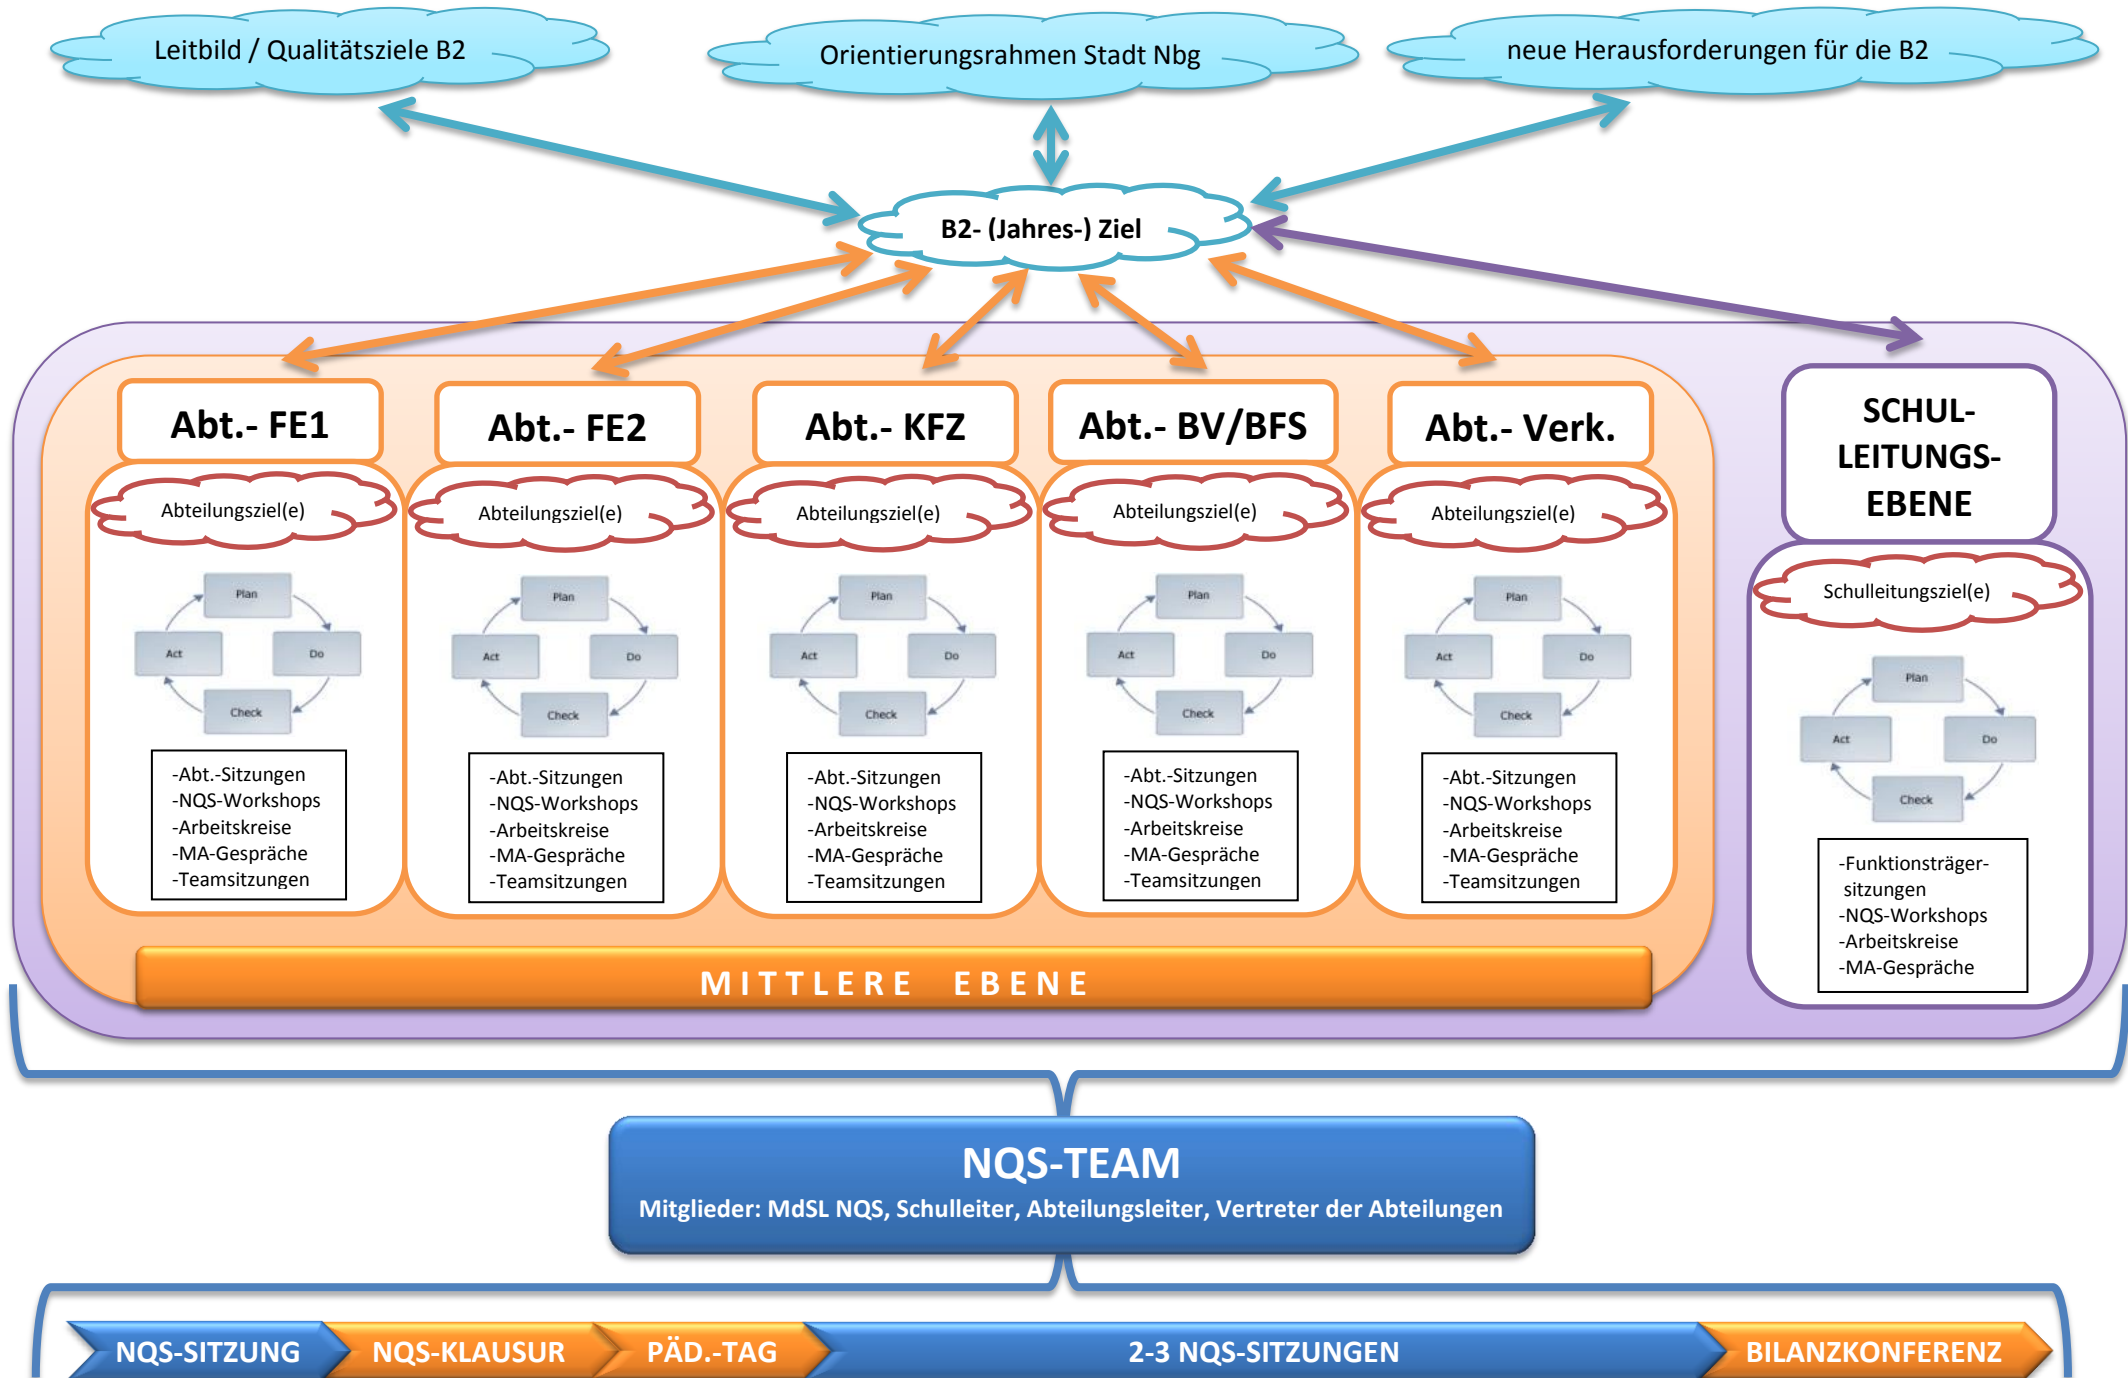 Leitbild / Qualitätsziele B2
Orientierungsrahmen Stadt Nbg
neue Herausforderungen für die B2
B2- (Jahres-) Ziel
Abt.- FE1
Abteilungsziel(e)
Plan
Act
Do
Check
-Abt.-Sitzungen
-NQS-Workshops
-Arbeitskreise
-MA-Gespräche
-Teamsitzungen
Abt.- FE2
Abteilungsziel(e)
Plan
Act
Do
Check
-Abt.-Sitzungen
-NQS-Workshops
-Arbeitskreise
-MA-Gespräche
-Teamsitzungen
Abt.- KFZ
Abteilungsziel(e)
Plan
Act
Do
Check
-Abt.-Sitzungen
-NQS-Workshops
-Arbeitskreise
-MA-Gespräche
-Teamsitzungen
Abt.- BV/BFS
Abteilungsziel(e)
Plan
Act
Do
Check
-Abt.-Sitzungen
-NQS-Workshops
-Arbeitskreise
-MA-Gespräche
-Teamsitzungen
Abt.- Verk.
Abteilungsziel(e)
Plan
Act
Do
Check
-Abt.-Sitzungen
-NQS-Workshops
-Arbeitskreise
-MA-Gespräche
-Teamsitzungen
SCHUL-
LEITUNGS-
EBENE
Schulleitungsziel(e)
Plan
Act
Do
Check
-Funktionsträger-
sitzungen
-NQS-Workshops
-Arbeitskreise
-MA-Gespräche
MITTLERE EBENE
NQS-TEAM
Mitglieder: MdSL NQS, Schulleiter, Abteilungsleiter, Vertreter der Abteilungen
NQS-SITZUNG
NQS-KLAUSUR
PÄD.-TAG
2-3 NQS-SITZUNGEN
BILANZKONFERENZ